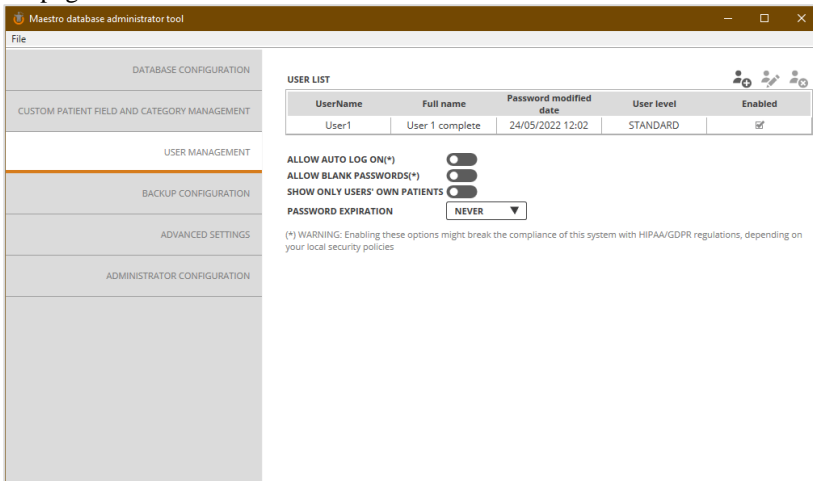 Maestro database administrator tool
File
DATABASE CONFIGURATION
CUSTOM PATIENT FIELD AND CATEGORY MANAGEMENT
USER MANAGEMENT
BACKUP CONFIGURATION
ADVANCED SETTINGS
ADMINISTRATOR CONFIGURATION
USER LIST
UserName Full name Password modified date User level Enabled
User1 User 1 complete 24/05/2022 12:02 STANDARD
ALLOW AUTO LOG ON(*)
ALLOW BLANK PASSWORDS(*)
SHOW ONLY USERS' OWN PATIENTS
PASSWORD EXPIRATION NEVER
(*) WARNING: Enabling these options might break the compliance of this system with HIPAA/GDPR regulations, depending on
your local security policies